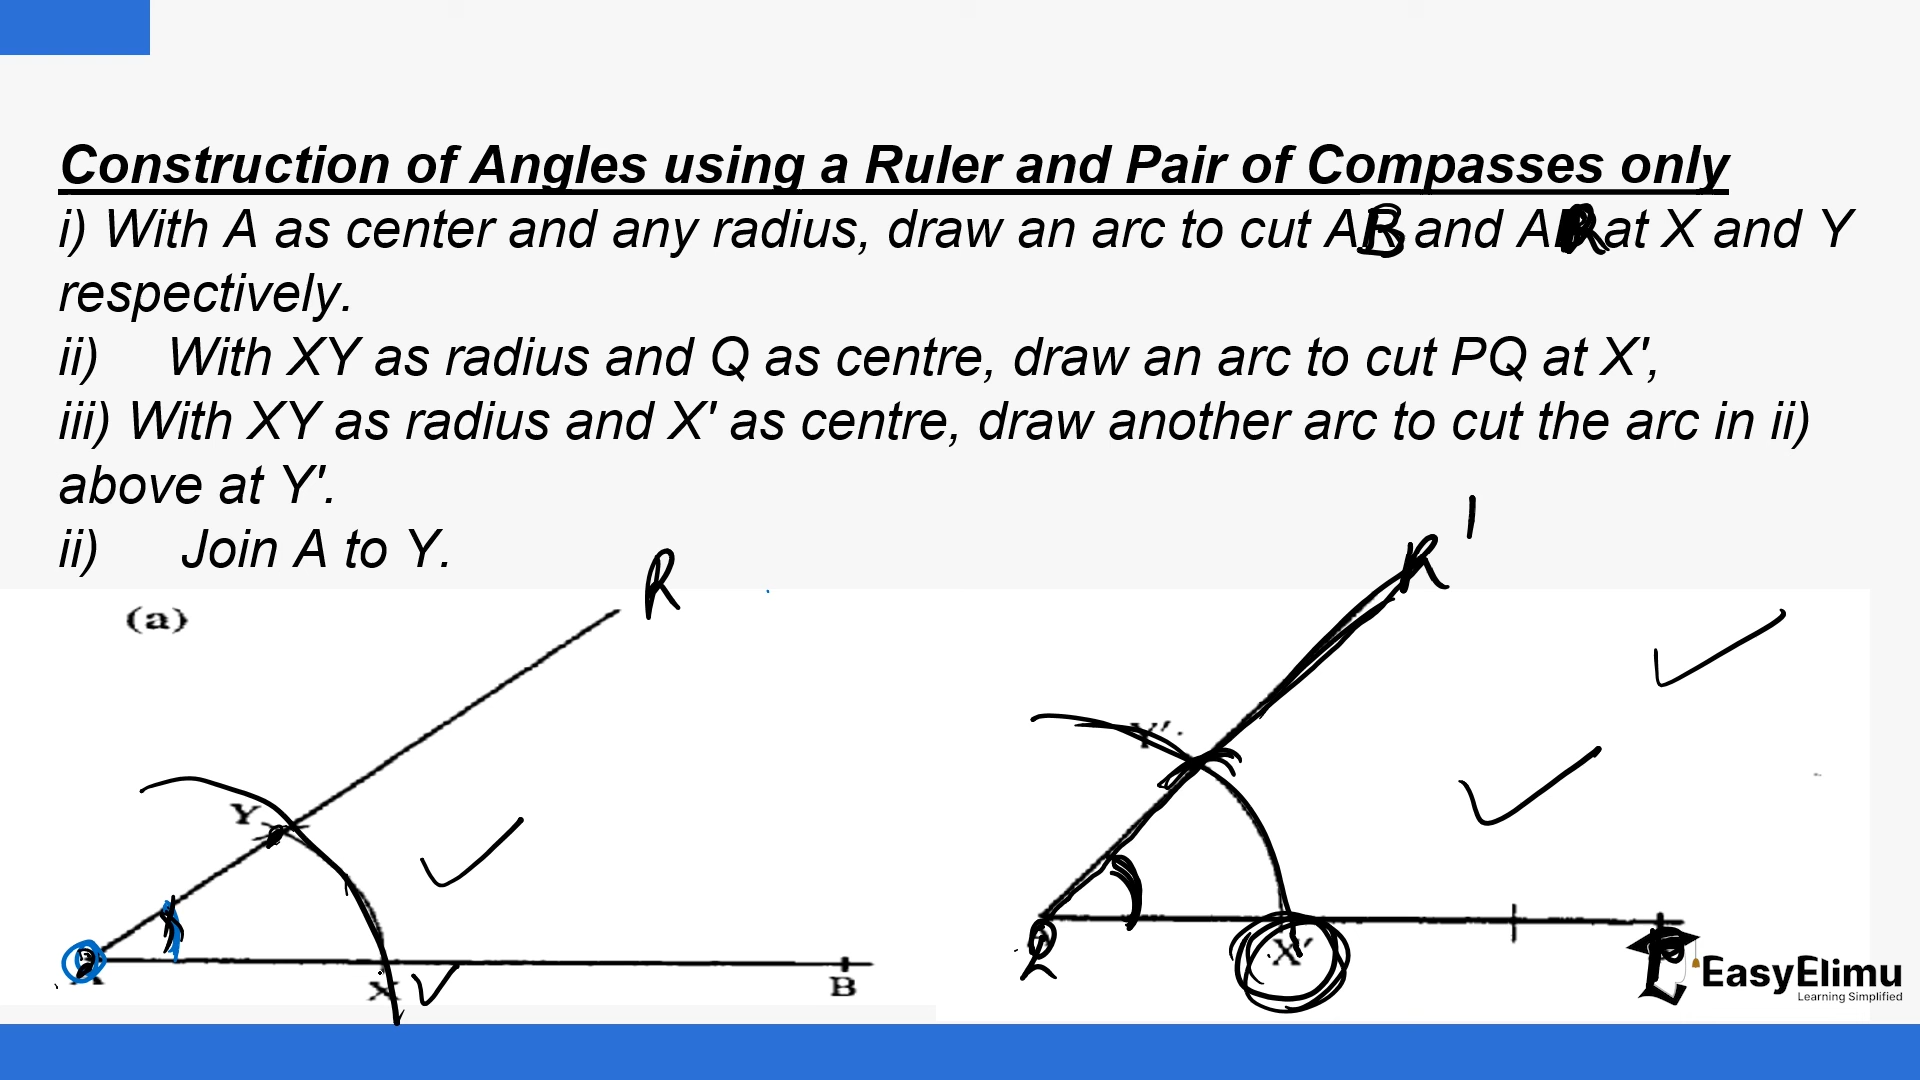 Construction of Angles using a Ruler and Pair of Compasses only
i) With A as center and any radius, draw an arc to cut AB and AR at X and Y
respectively.
ii) With XY as radius and Q as centre, draw an arc to cut PQ at X',
iii) With XY as radius and X' as centre, draw another arc to cut the arc in ii)
above at Y'.
ii) Join A to Y.
R
R'
(a)
Y'
Y
A
X
B
Q
X'
P
EasyElimu
Learning Simplified